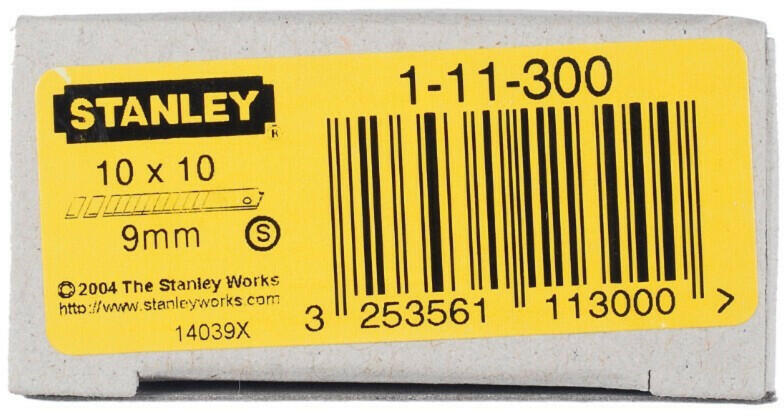 STANLEY
®
10 x 10
9mm Ⓢ
©2004 The Stanley Works
http://www.stanleyworks.com
14039X
1-11-300
3 253561 113000 >